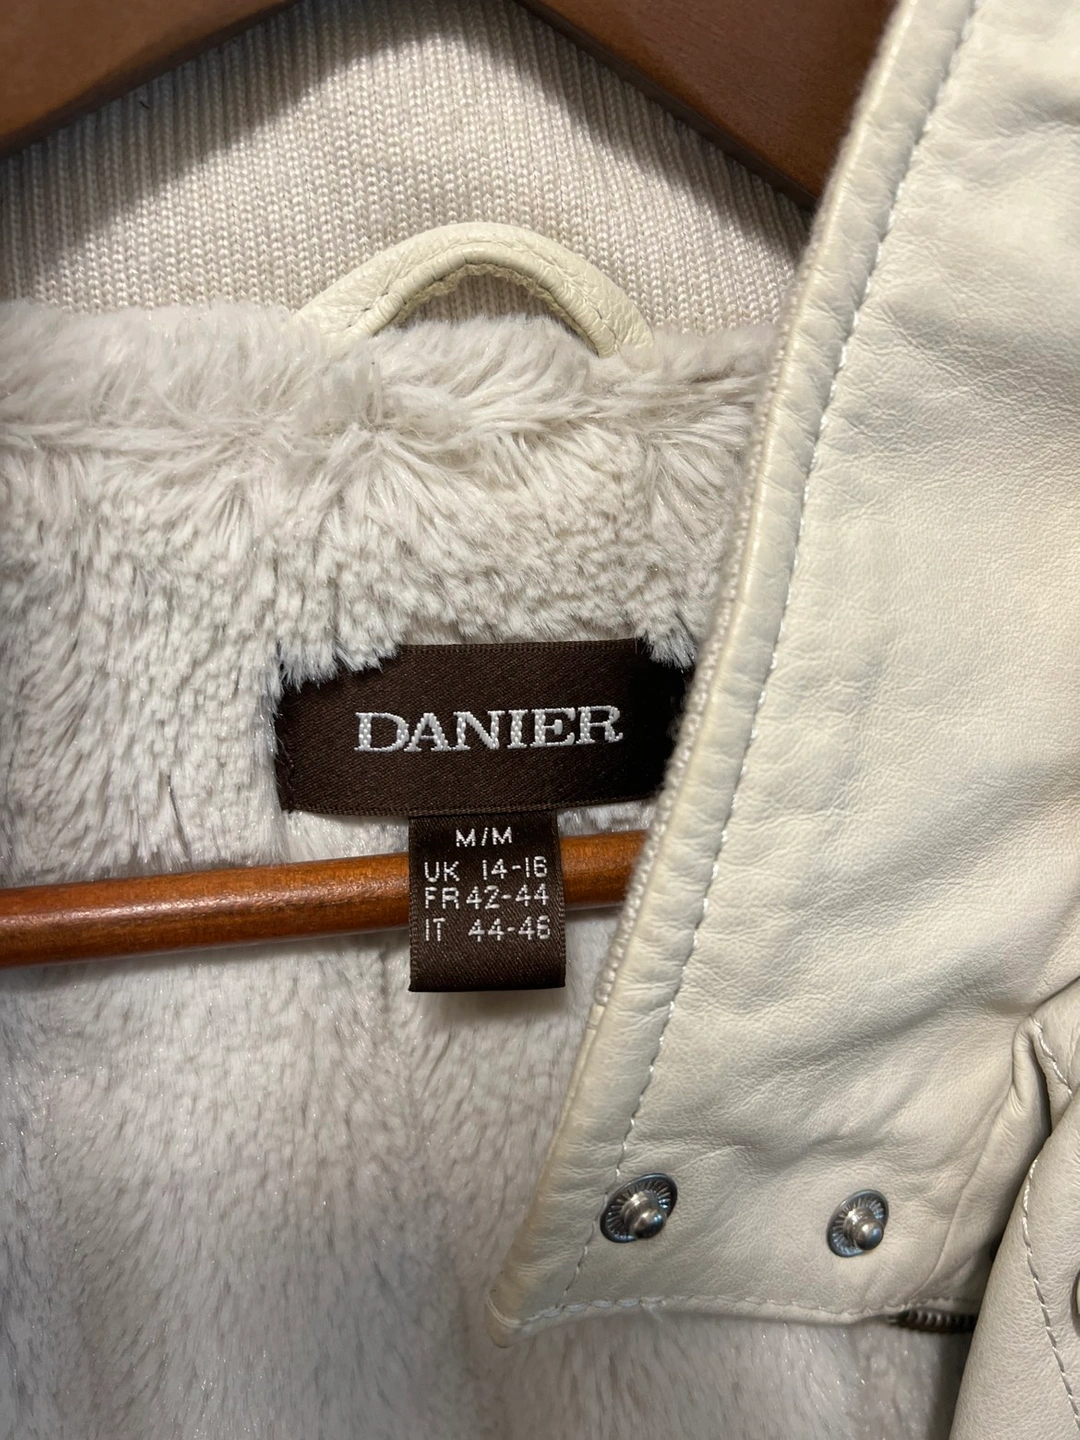 DANIER
M/M
UK 14-16
FR 42-44
IT 44-46